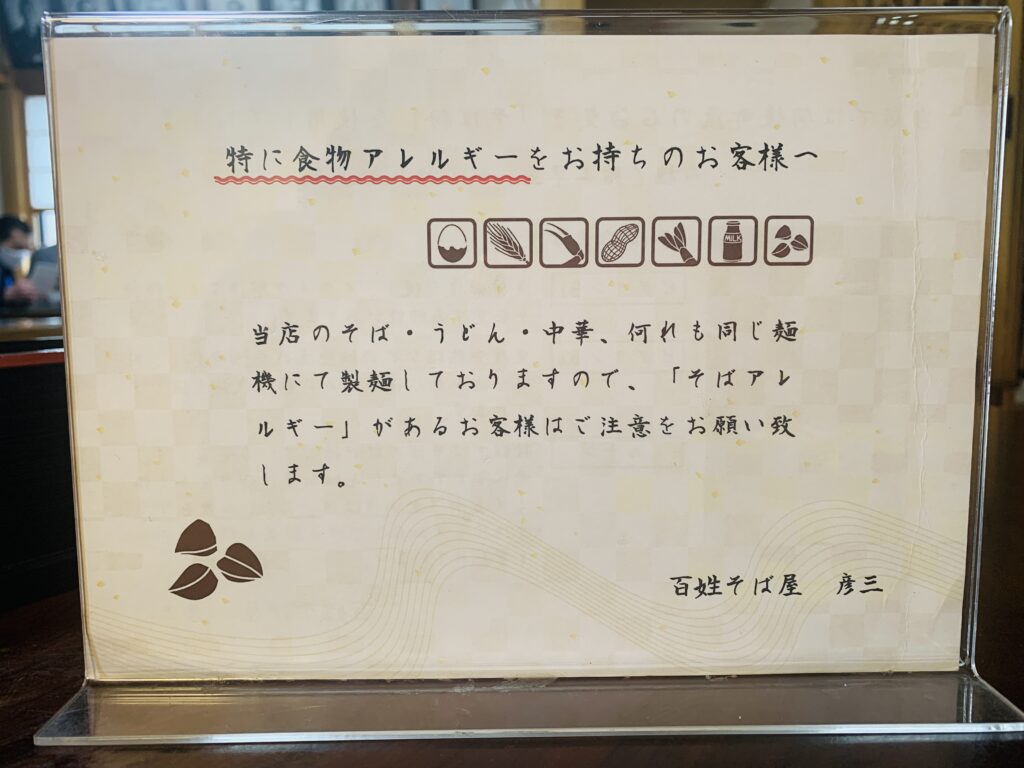 特に食物アレルギーをお持ちのお客様へ
MILK
当店のそば・うどん・中華、何れも同じ麺
機にて製麺しておりますので、「そばアレ
ルギー」があるお客様はご注意をお願い致
します。
百姓そば屋　彦三